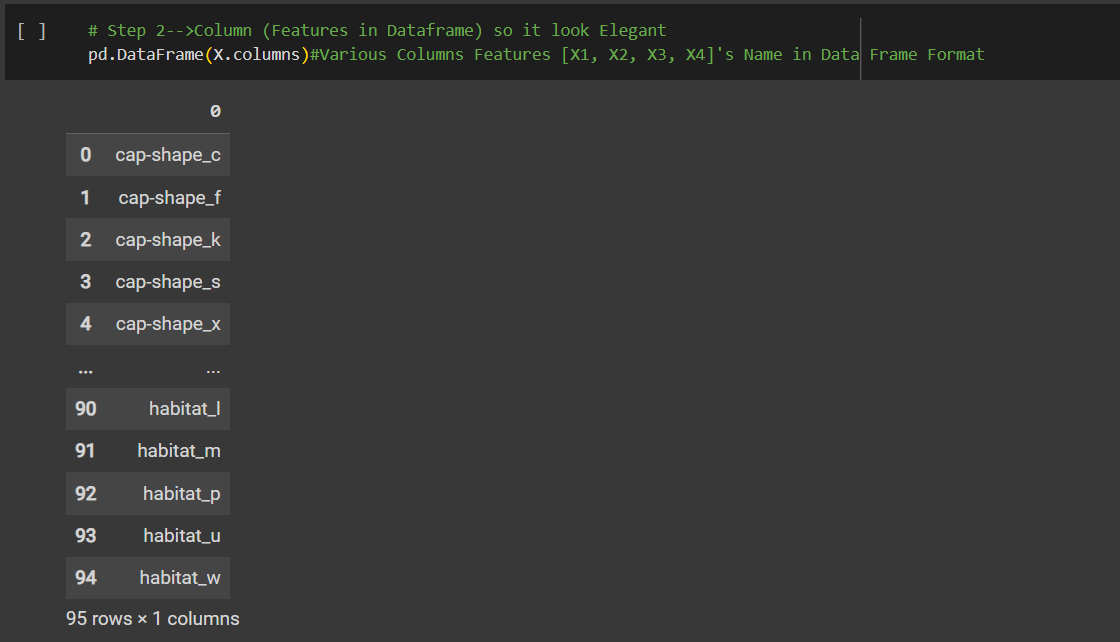 [ ] # Step 2-->Column (Features in Dataframe) so it look Elegant
pd.DataFrame(X.columns)#Various Columns Features [X1, X2, X3, X4]'s Name in Data Frame Format
0
0 cap-shape_c
1 cap-shape_f
2 cap-shape_k
3 cap-shape_s
4 cap-shape_x
... ...
90 habitat_l
91 habitat_m
92 habitat_p
93 habitat_u
94 habitat_w
95 rows × 1 columns